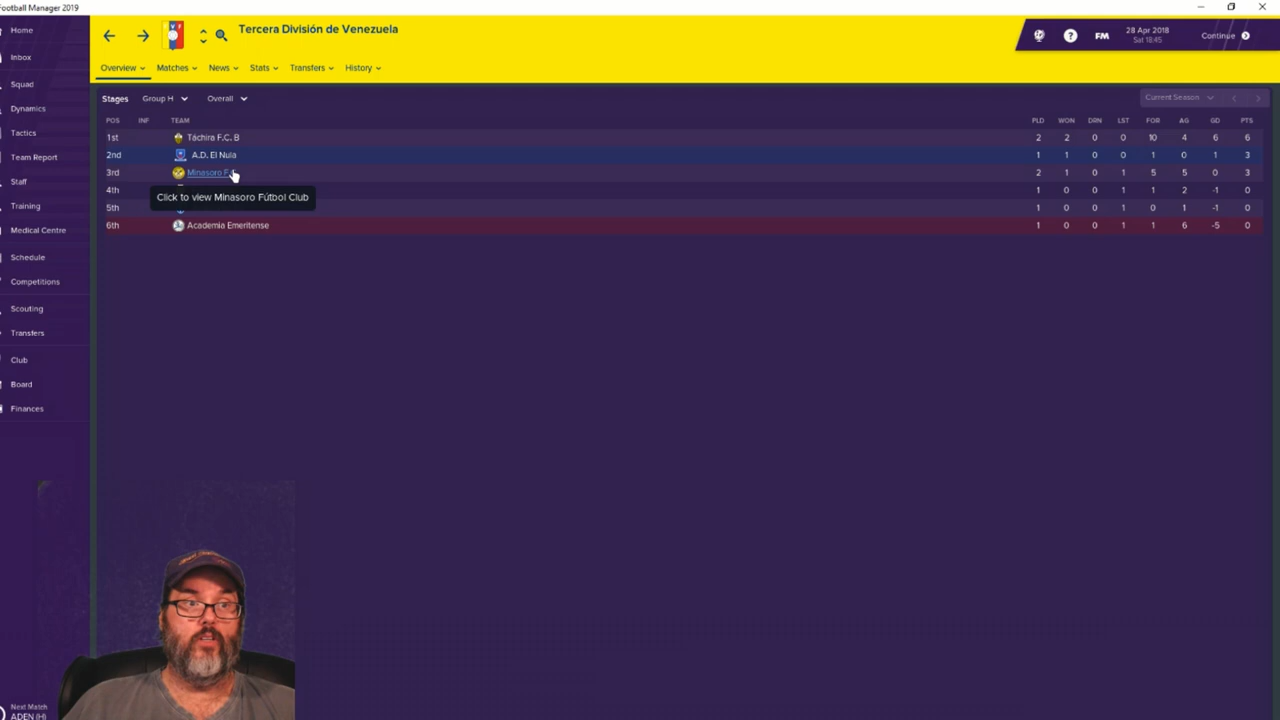 Football Manager 2019
Tercera División de Venezuela
28 Apr 2018
Sat 18:45
FM
Continue
Overview Matches News Stats Transfers History
Home
Inbox
Squad
Dynamics
Tactics
Team Report
Staff
Training
Medical Centre
Schedule
Competitions
Scouting
Transfers
Club
Board
Finances
Stages Group H Overall Current Season
POS INF TEAM PLD WON DRN LST FOR AG GD PTS
1st Táchira F.C. B 2 2 0 0 10 4 6 6
2nd A.D. El Nula 1 1 0 0 1 0 1 3
3rd Minasoro F. 2 1 0 1 5 5 0 3
4th 1 0 0 1 1 2 -1 0
Click to view Minasoro Fútbol Club
5th 1 0 0 1 0 1 -1 0
6th Academia Emeritense 1 0 0 1 1 6 -5 0
Next Match
ADEN (H)